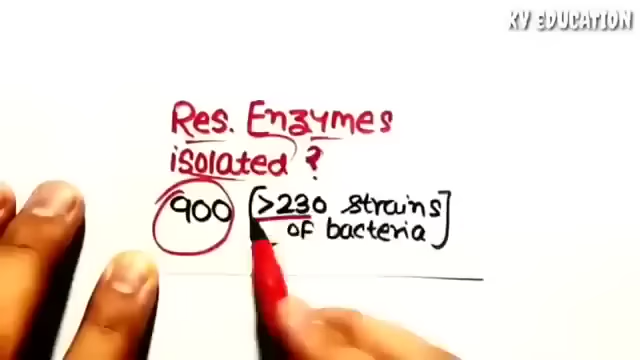 KV EDUCATION
Res. Enzymes
isolated ?
900 [>230 strains
of bacteria]